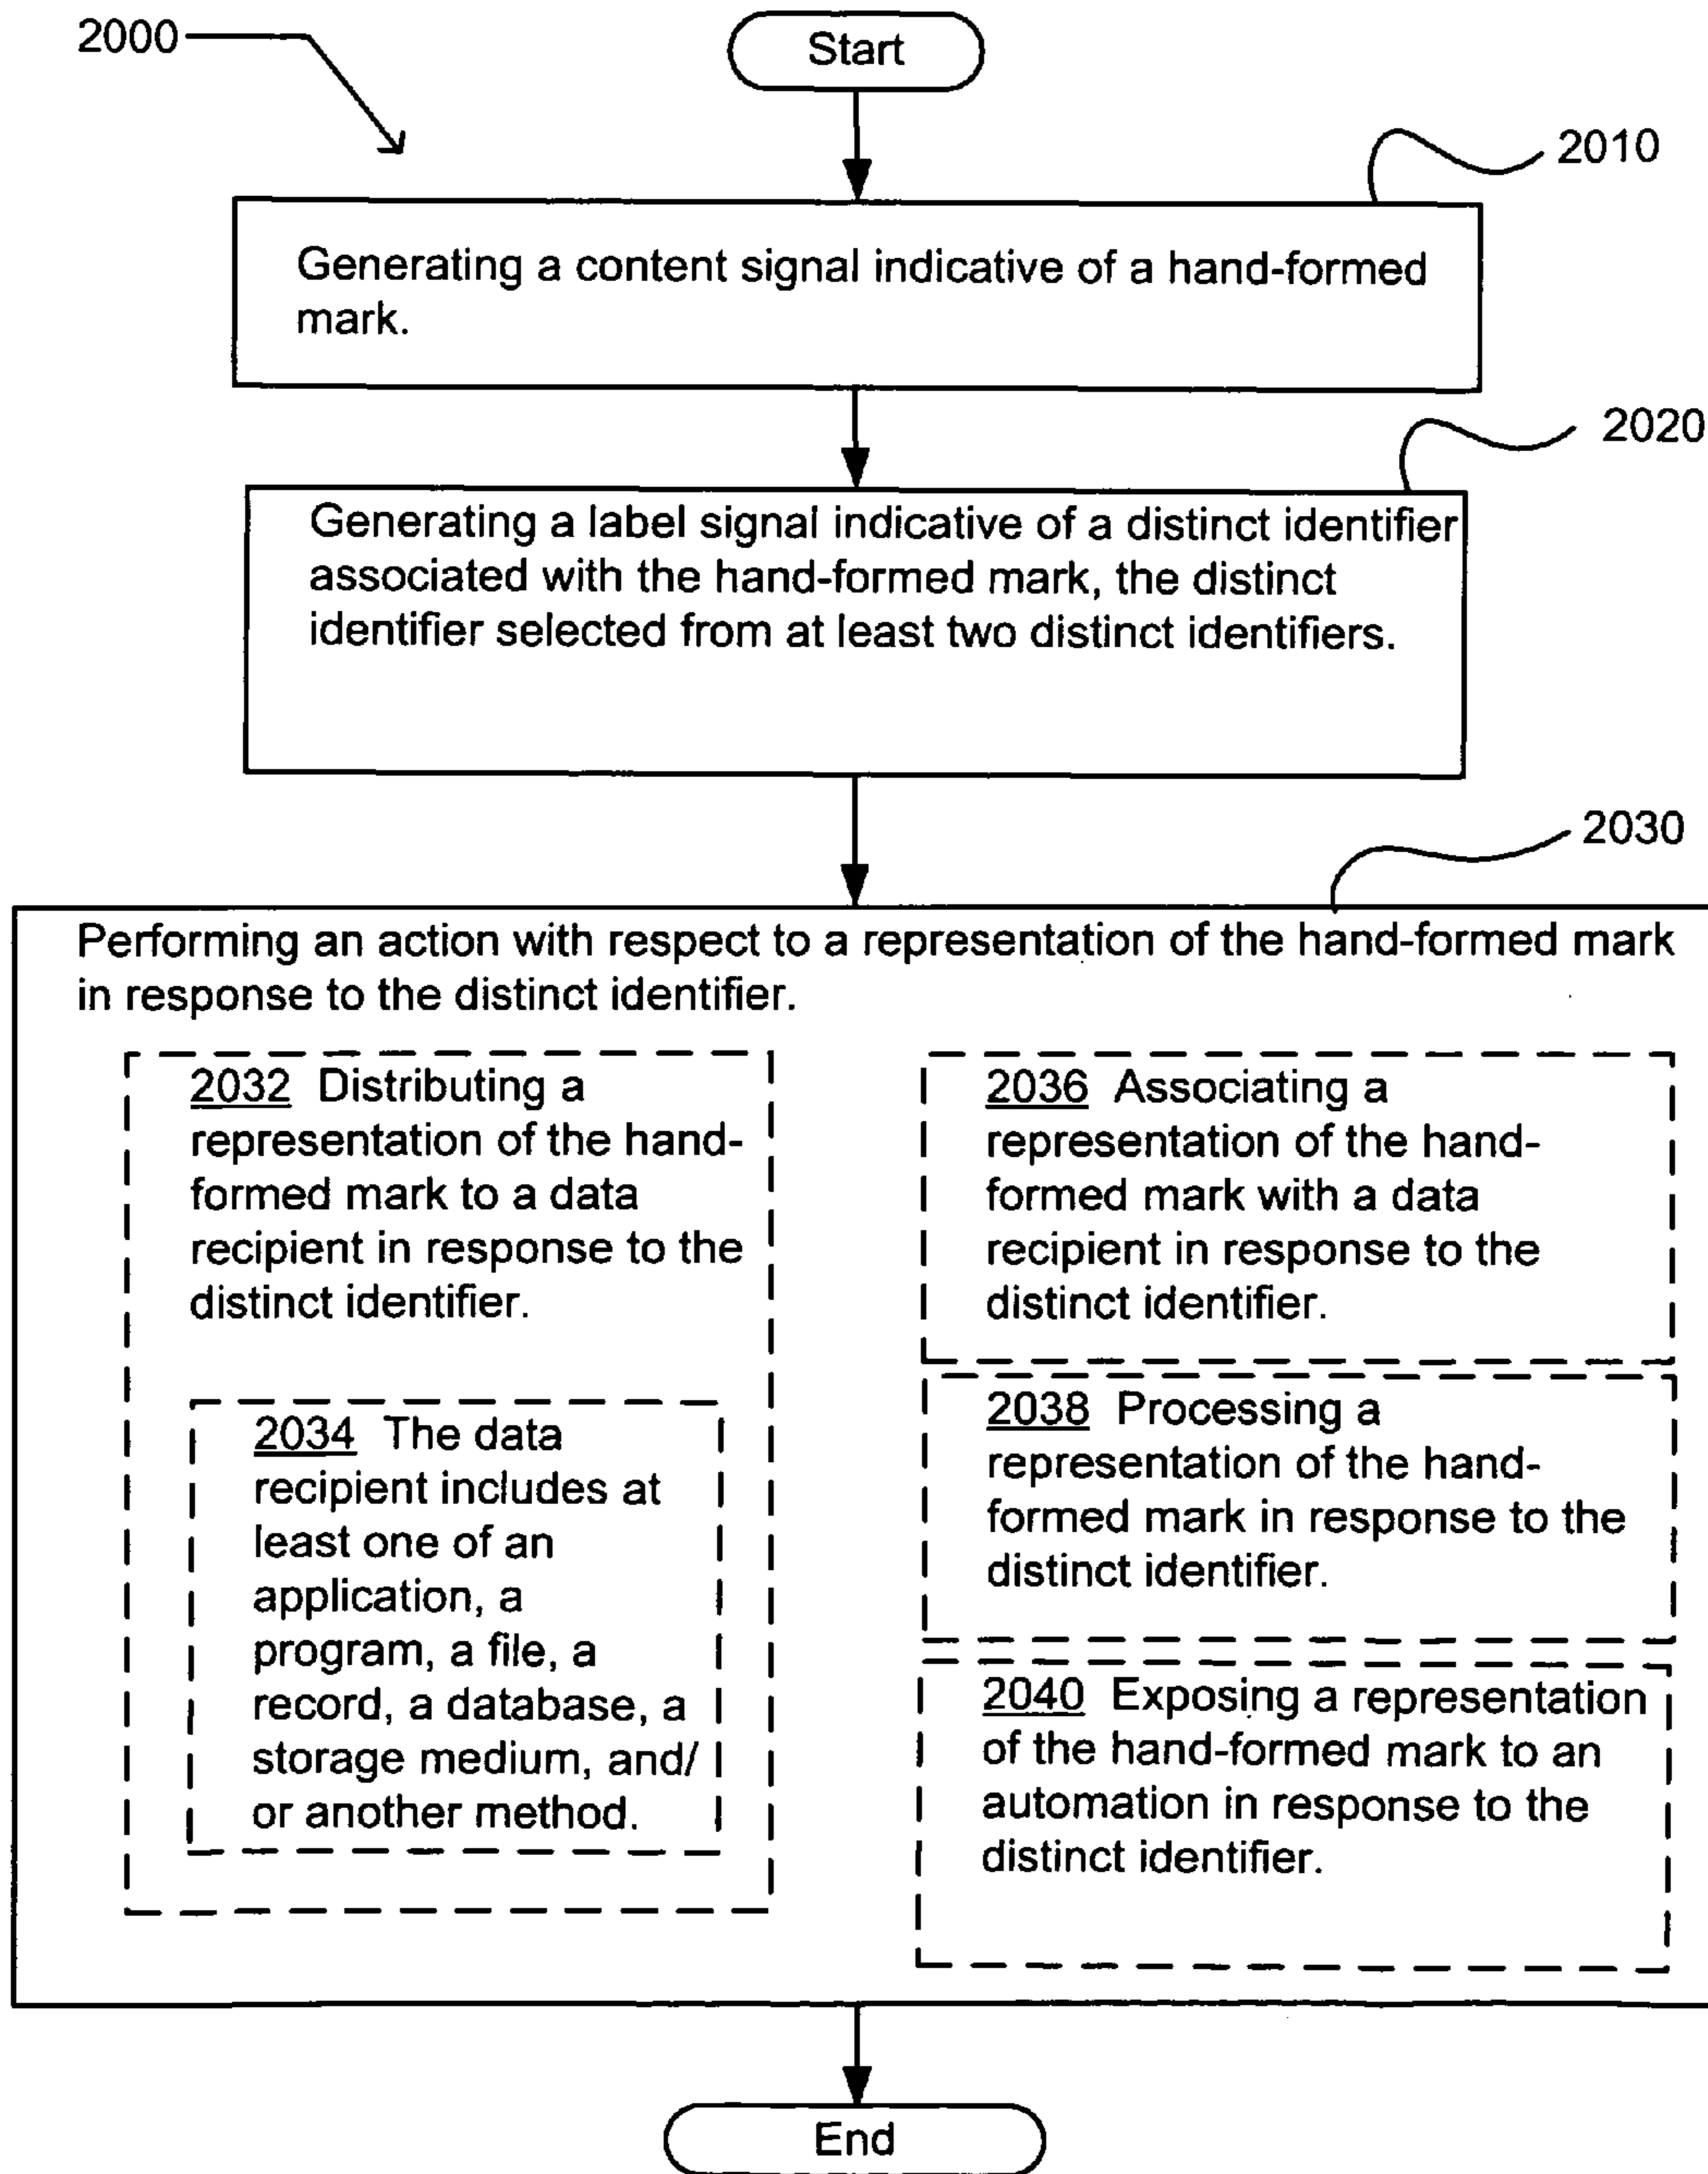 2000
Start
2010
Generating a content signal indicative of a hand-formed
mark.
2020
Generating a label signal indicative of a distinct identifier
associated with the hand-formed mark, the distinct
identifier selected from at least two distinct identifiers.
2030
Performing an action with respect to a representation of the hand-formed mark
in response to the distinct identifier.
2032 Distributing a
representation of the hand-
formed mark to a data
recipient in response to the
distinct identifier.
2034 The data
recipient includes at
least one of an
application, a
program, a file, a
record, a database, a
storage medium, and/
or another method.
2036 Associating a
representation of the hand-
formed mark with a data
recipient in response to the
distinct identifier.
2038 Processing a
representation of the hand-
formed mark in response to the
distinct identifier.
2040 Exposing a representation
of the hand-formed mark to an
automation in response to the
distinct identifier.
End